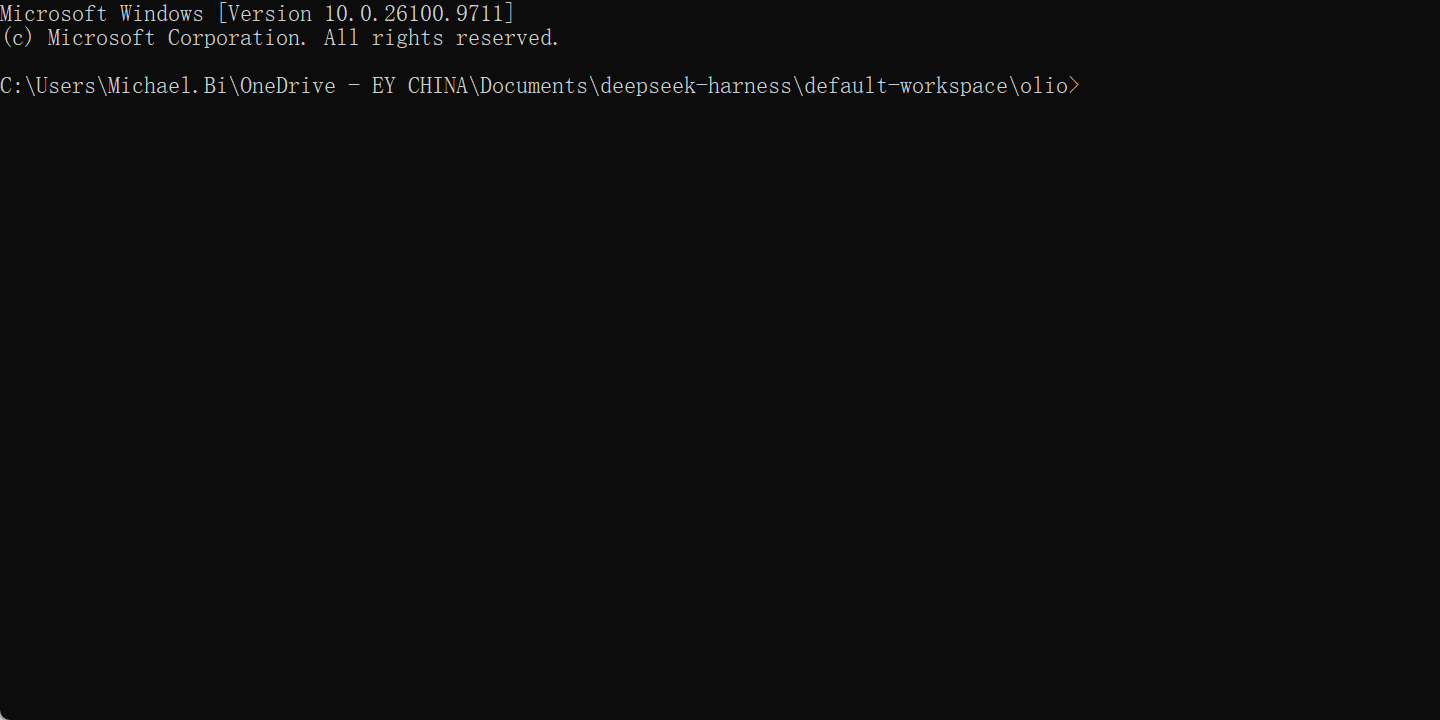 Microsoft Windows [Version 10.0.26100.9711]
(c) Microsoft Corporation. All rights reserved.
C:\Users\Michael.Bi\OneDrive - EY CHINA\Documents\deepseek-harness\default-workspace\olio>